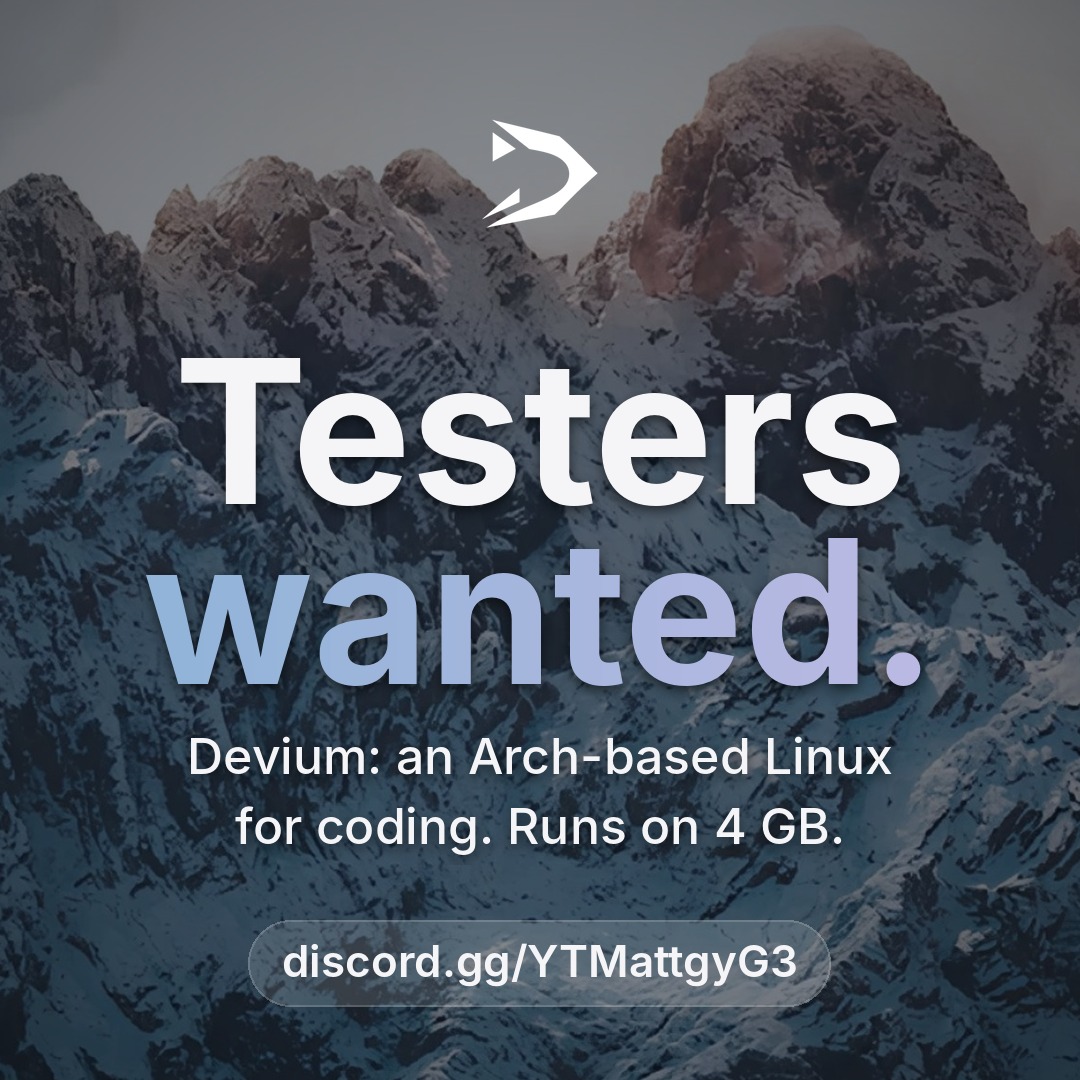 Testers
wanted.
Devium: an Arch-based Linux
for coding. Runs on 4 GB.
discord.gg/YTMattgyG3